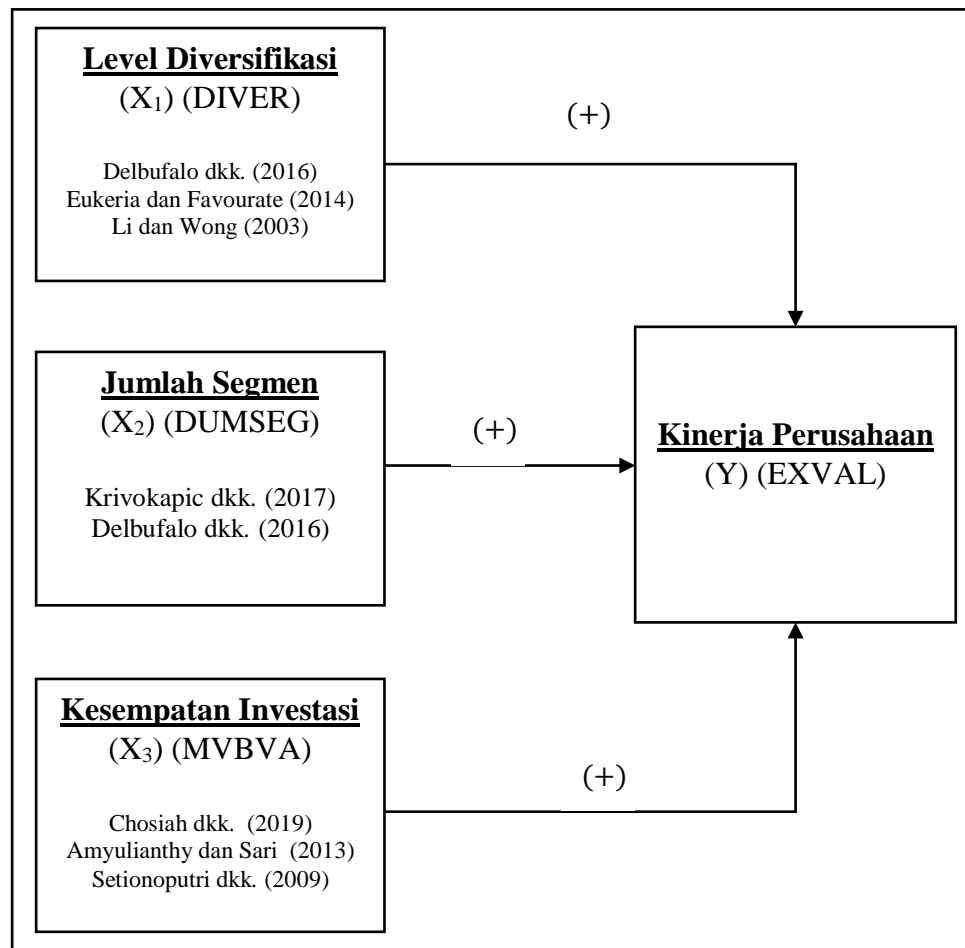 Level Diversifikasi
(X₁) (DIVER)
Delbufalo dkk. (2016)
Eukeria dan Favourate (2014)
Li dan Wong (2003)
(+)
Jumlah Segmen
(X₂) (DUMSEG)
Krivokapic dkk. (2017)
Delbufalo dkk. (2016)
(+)
Kinerja Perusahaan
(Y) (EXVAL)
Kesempatan Investasi
(X₃) (MVBVA)
Chosiah dkk. (2019)
Amyulianthy dan Sari (2013)
Setionoputri dkk. (2009)
(+)